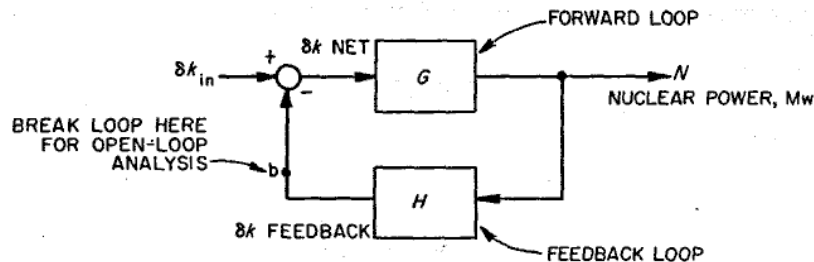 FORWARD LOOP
+
δk NET
δk in
−
G
N
NUCLEAR POWER, Mw
BREAK LOOP HERE
FOR OPEN-LOOP
ANALYSIS
b
H
δk FEEDBACK
FEEDBACK LOOP